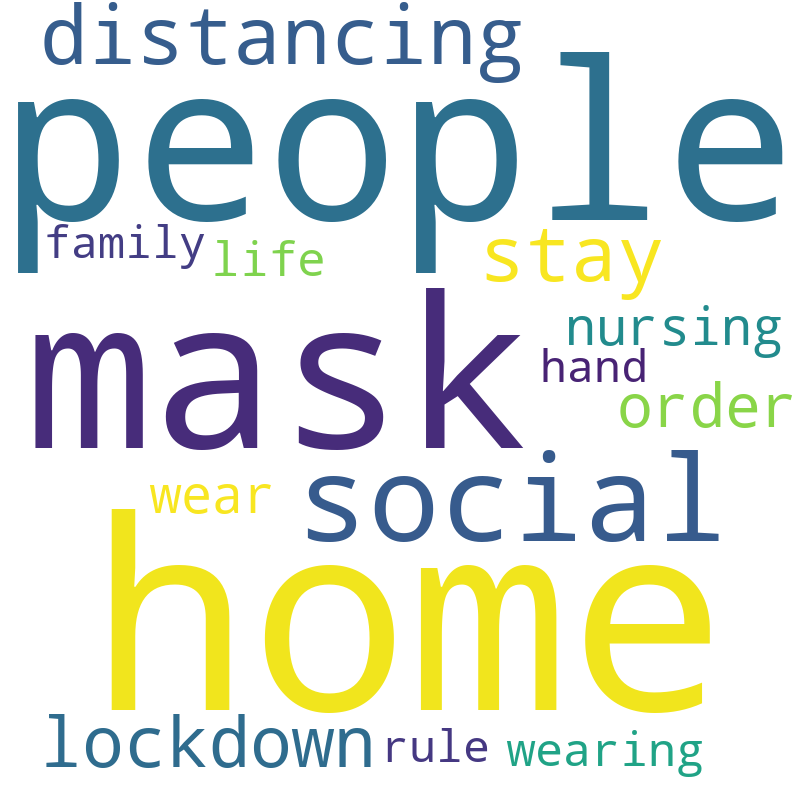 distancing
people
family life stay
mask
nursing
hand
order
wear social
home
lockdown rule wearing